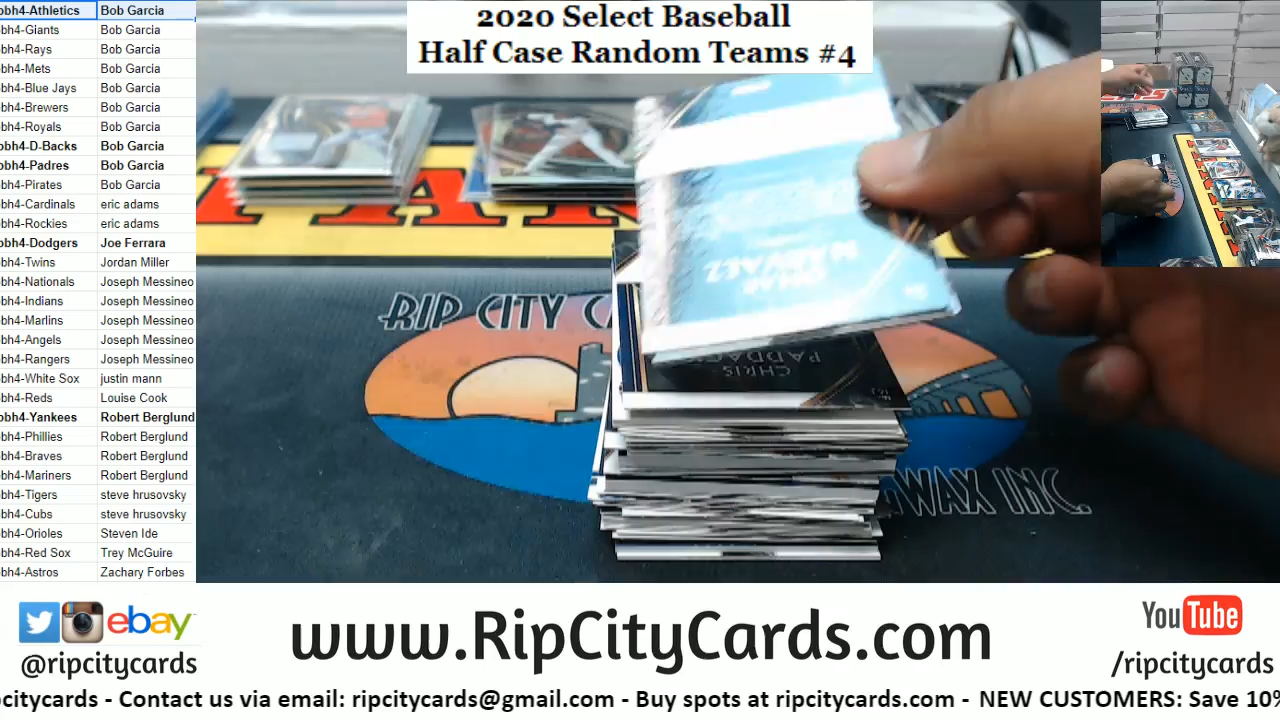 2020 Select Baseball
Half Case Random Teams #4
bbh4-Athletics Bob Garcia
bh4-Giants Bob Garcia
bh4-Rays Bob Garcia
bh4-Mets Bob Garcia
bh4-Blue Jays Bob Garcia
bh4-Brewers Bob Garcia
bh4-Royals Bob Garcia
obh4-D-Backs Bob Garcia
obh4-Padres Bob Garcia
bh4-Pirates Bob Garcia
bh4-Cardinals eric adams
bh4-Rockies eric adams
obh4-Dodgers Joe Ferrara
bh4-Twins Jordan Miller
bh4-Nationals Joseph Messineo
bh4-Indians Joseph Messineo
bh4-Marlins Joseph Messineo
bh4-Angels Joseph Messineo
bh4-Rangers Joseph Messineo
bh4-White Sox justin mann
bh4-Reds Louise Cook
obh4-Yankees Robert Berglund
bh4-Phillies Robert Berglund
bh4-Braves Robert Berglund
bh4-Mariners Robert Berglund
bh4-Tigers steve hrusovsky
bh4-Cubs steve hrusovsky
bh4-Orioles Steven Ide
bh4-Red Sox Trey McGuire
bh4-Astros Zachary Forbes
RIP CITY CA
CHRIS
PADDAC
WAX INC.
ebay
@ripcitycards
www.RipCityCards.com
YouTube
/ripcitycards
pcitycards - Contact us via email: ripcitycards@gmail.com - Buy spots at ripcitycards.com - NEW CUSTOMERS: Save 10%